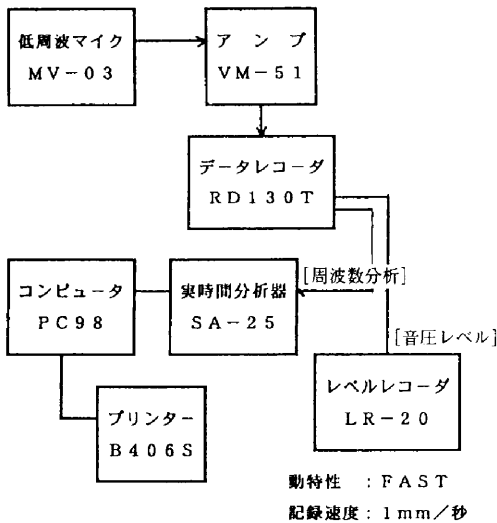 低周波マイク
MV－03
アンプ
VM－51
データレコーダ
RD130T
[周波数分析]
コンピュータ
PC98
実時間分析器
SA－25
[音圧レベル]
レベルレコーダ
LR－20
プリンター
B406S
動特性 ：FAST
記録速度：1mm／秒